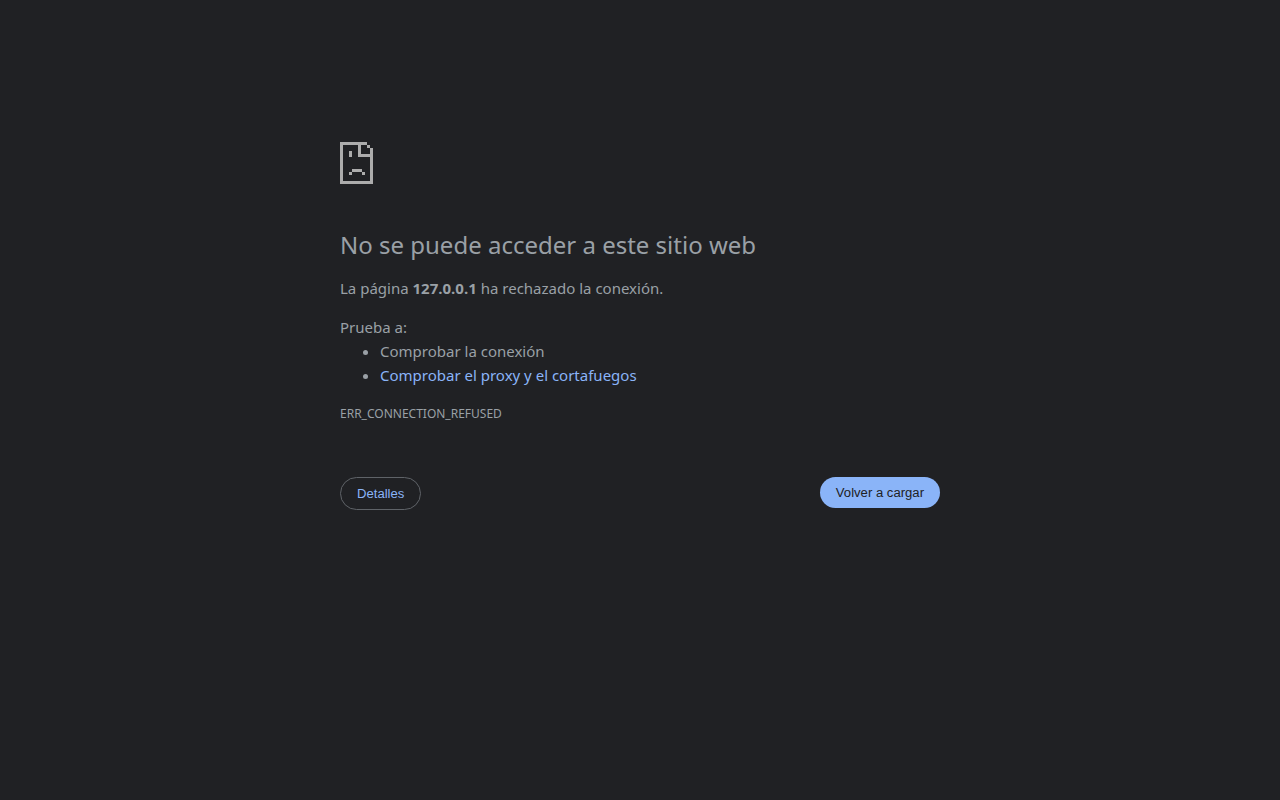 No se puede acceder a este sitio web
La página 127.0.0.1 ha rechazado la conexión.
Prueba a:
Comprobar la conexión
Comprobar el proxy y el cortafuegos
ERR_CONNECTION_REFUSED
Detalles
Volver a cargar